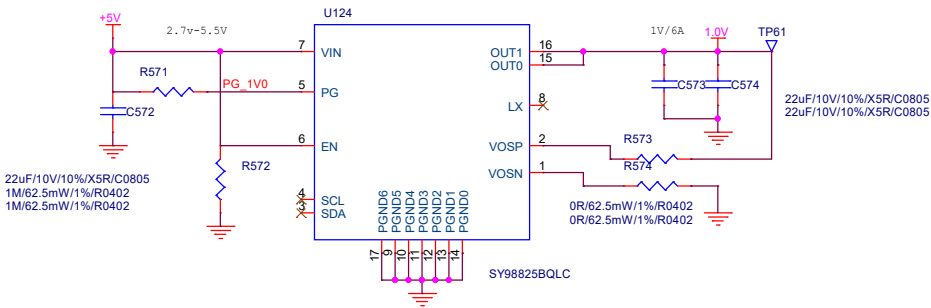 U124
+5V
2.7v-5.5V
1V/6A
1.0V
TP61
7
VIN
OUT1
16
OUT0
15
R571
PG_1V0
5
PG
C572
LX
8
C573
C574
22uF/10V/10%/X5R/C0805
22uF/10V/10%/X5R/C0805
6
EN
VOSP
2
R573
R572
VOSN
1
R574
22uF/10V/10%/X5R/C0805
1M/62.5mW/1%/R0402
1M/62.5mW/1%/R0402
4
SCL
3
SDA
0R/62.5mW/1%/R0402
0R/62.5mW/1%/R0402
PGND6
PGND5
PGND4
PGND3
PGND2
PGND1
PGND0
17
9
10
11
12
13
14
SY98825BQLC